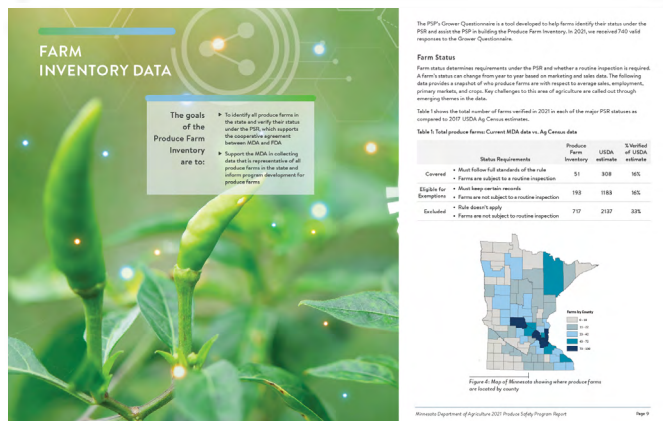 FARM
INVENTORY DATA
The goals
of the
Produce Farm
Inventory
are to:
To identify all produce farms in
the state and verify their status
under the PSR, which supports
the cooperative agreement
between MDA and FDA
Support the MDA in collecting
data that is representative of all
produce farms in the state and
inform program development for
produce farms
The PSP's Grower Questionnaire is a tool developed to help farms identify their status under the
PSR and assist the PSP in building the Produce Farm Inventory. In 2021, we received 740 valid
responses to the Grower Questionnaire.
Farm Status
Farm status determines requirements under the PSR and whether a routine inspection is required.
A farm's status can change from year to year based on marketing and sales data. The following
data provides a snapshot of who produce farms are with respect to average sales, employment,
primary markets, and crops. Key challenges to this area of agriculture are called out through
emerging themes in the data.
Table 1 shows the total number of farms verified in 2021 in each of the major PSR statuses as
compared to 2017 USDA Ag Census estimates.
Table 1: Total produce farms: Current MDA data vs. Ag Census data
Status Requirements Produce Farm Inventory USDA estimate % Verified of USDA estimate
Covered • Must follow full standards of the rule • Farms are subject to a routine inspection 51 308 16%
Eligible for Exemptions • Must keep certain records • Farms are not subject to a routine inspection 193 1188 16%
Excluded • Rule doesn't apply • Farms are not subject to routine inspection 717 2137 33%
Farms by County
Figure 4: Map of Minnesota showing where produce farms
are located by county
Minnesota Department of Agriculture 2021 Produce Safety Program Report Page 9